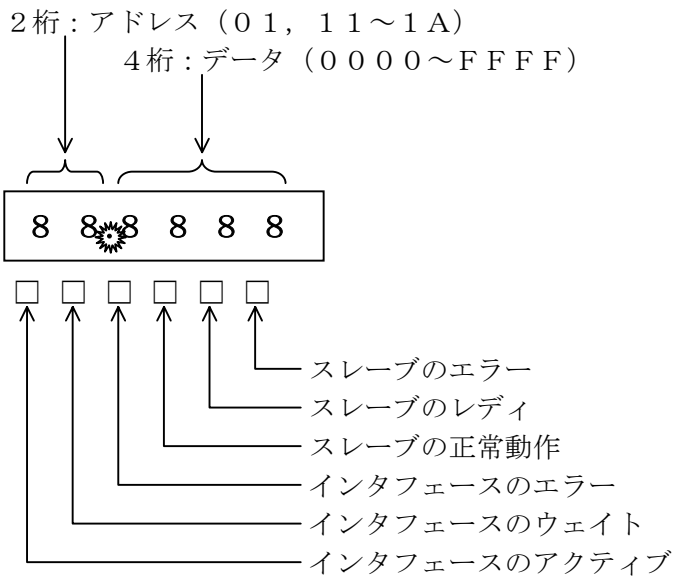 2桁：アドレス（０１，１１～１Ａ）
４桁：データ（００００～ＦＦＦＦ）
８ ８.８ ８ ８ ８
スレーブのエラー
スレーブのレディ
スレーブの正常動作
インタフェースのエラー
インタフェースのウェイト
インタフェースのアクティブ